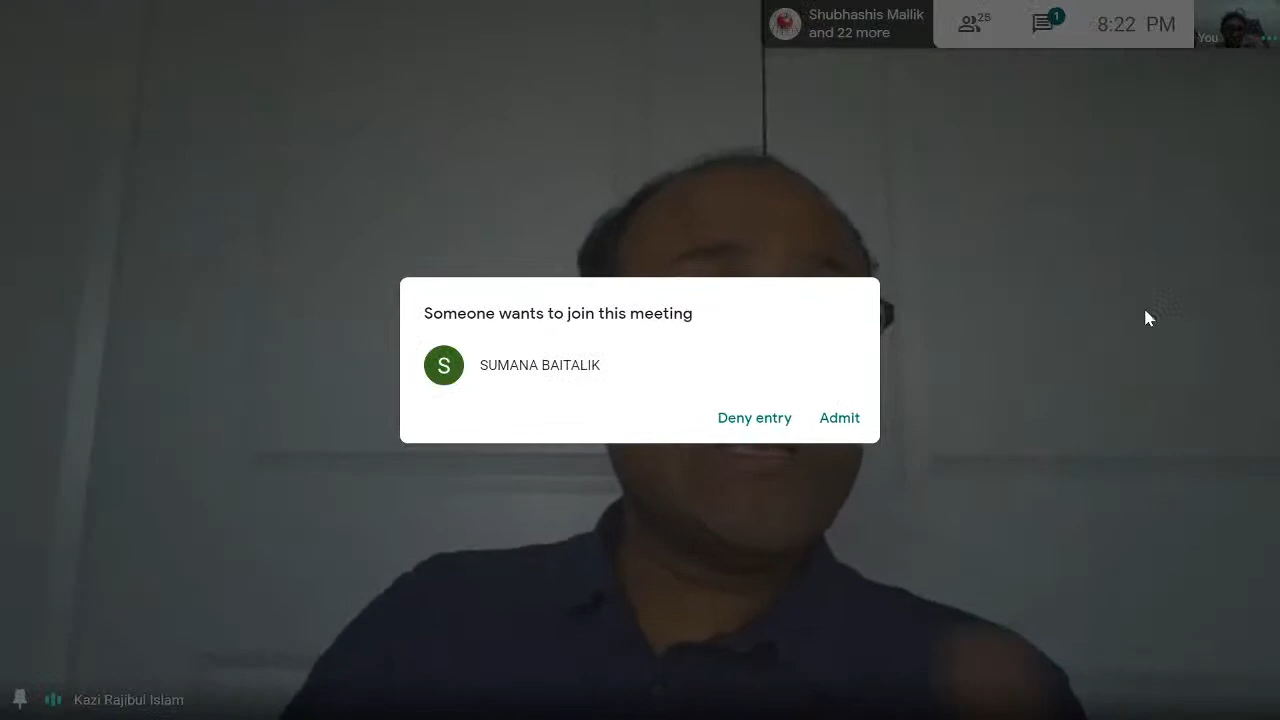 Shubhashis Mallik
and 22 more
25
1
8:22 PM
You
Someone wants to join this meeting
S
SUMANA BAITALIK
Deny entry
Admit
Kazi Rajibul Islam